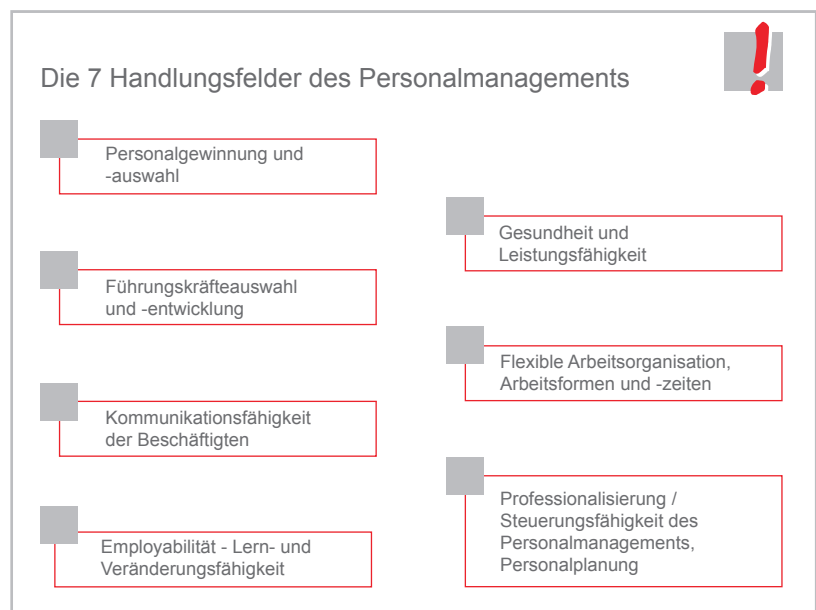 Die 7 Handlungsfelder des Personalmanagements
Personalgewinnung und
-auswahl
Führungskräfteauswahl
und -entwicklung
Kommunikationsfähigkeit
der Beschäftigten
Employabilität - Lern- und
Veränderungsfähigkeit
Gesundheit und
Leistungsfähigkeit
Flexible Arbeitsorganisation,
Arbeitsformen und -zeiten
Professionalisierung /
Steuerungsfähigkeit des
Personalmanagements,
Personalplanung